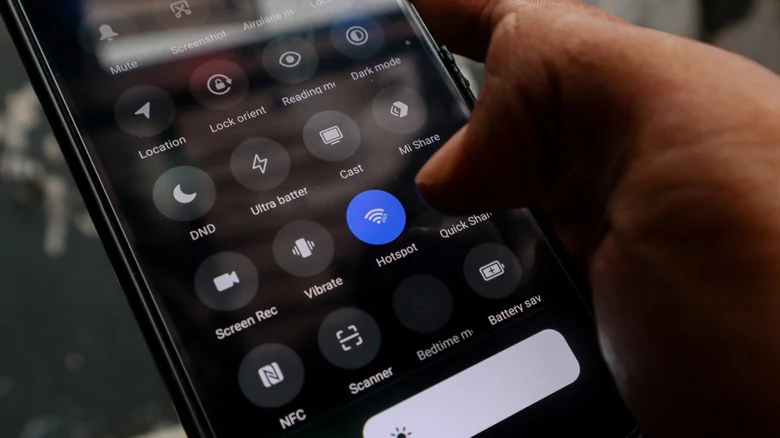 Mute
Screenshot
Airplane m
Location
Lock orient
Reading m
Dark mode
DND
Ultra batter
Cast
Mi Share
Screen Rec
Vibrate
Hotspot
Quick Shar
NFC
Scanner
Bedtime m
Battery sav